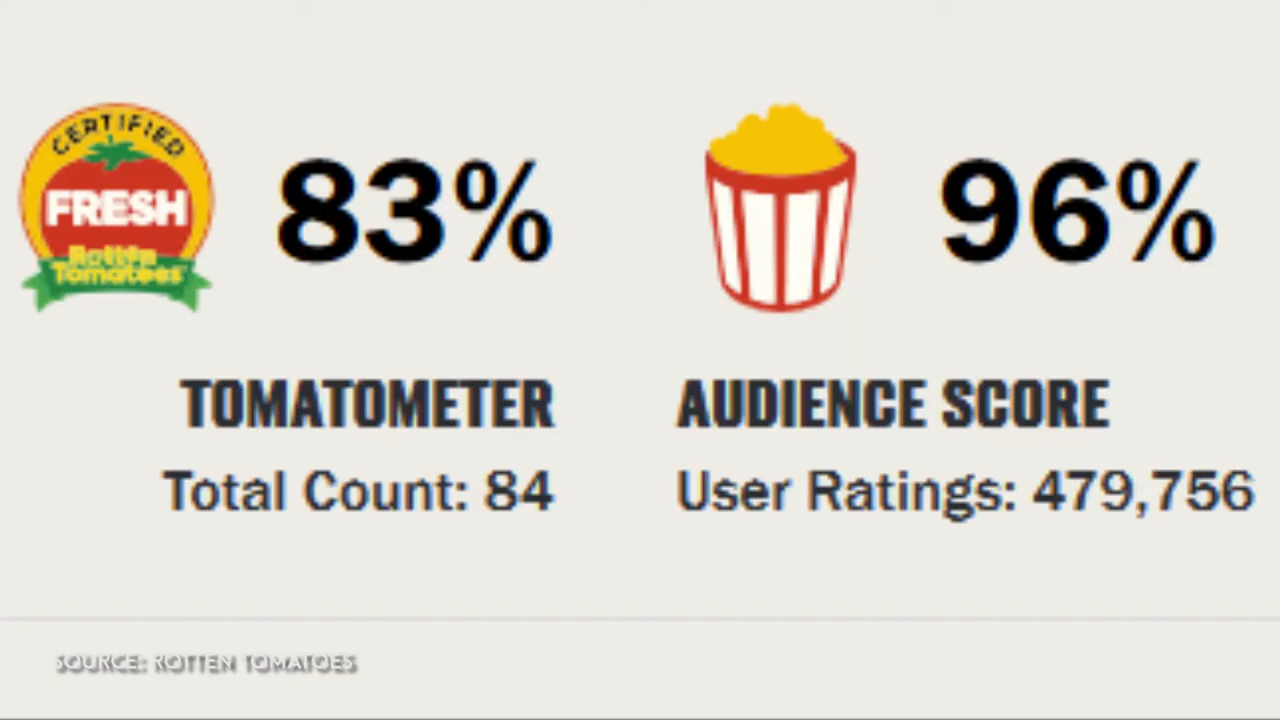 CERTIFIED
FRESH
Rotten
Tomatoes
83%
96%
TOMATOMETER
AUDIENCE SCORE
Total Count: 84
User Ratings: 479,756
SOURCE: ROTTEN TOMATOES